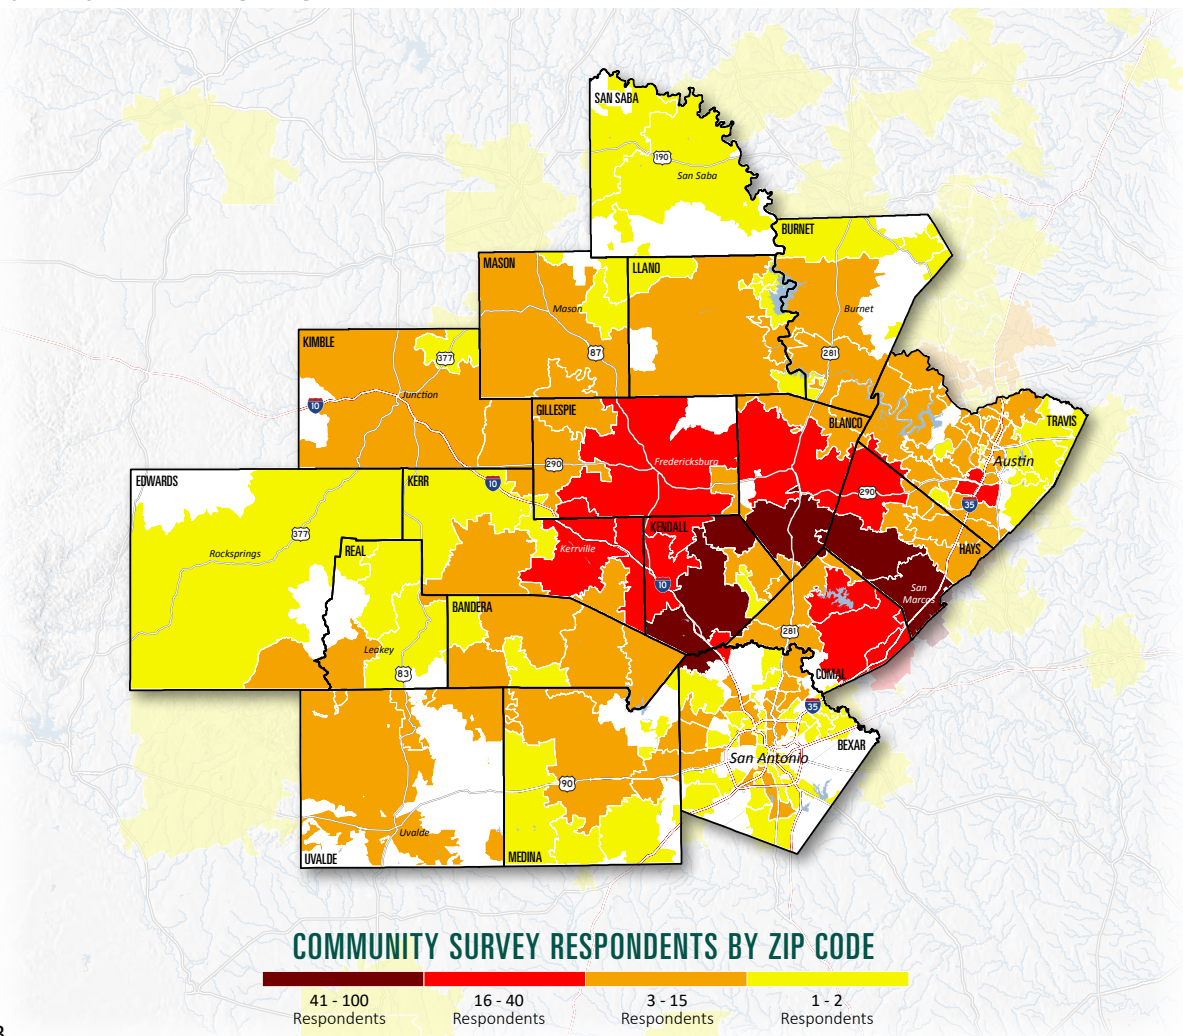 SAN SABA
190
San Saba
BURNET
MASON
LLANO
Mason
Burnet
KIMBLE
377
87
281
10
Junction
GILLESPIE
BLANCO
TRAVIS
290
Fredericksburg
Austin
EDWARDS
KERR
10
290
35
377
KENDALL
REAL
Rocksprings
Kerrville
HAYS
10
San
Marcos
BANDERA
281
Leakey
83
COMAL
35
BEXAR
San Antonio
90
Uvalde
UVALDE
MEDINA
COMMUNITY SURVEY RESPONDENTS BY ZIP CODE
41 - 100
Respondents
16 - 40
Respondents
3 - 15
Respondents
1 - 2
Respondents